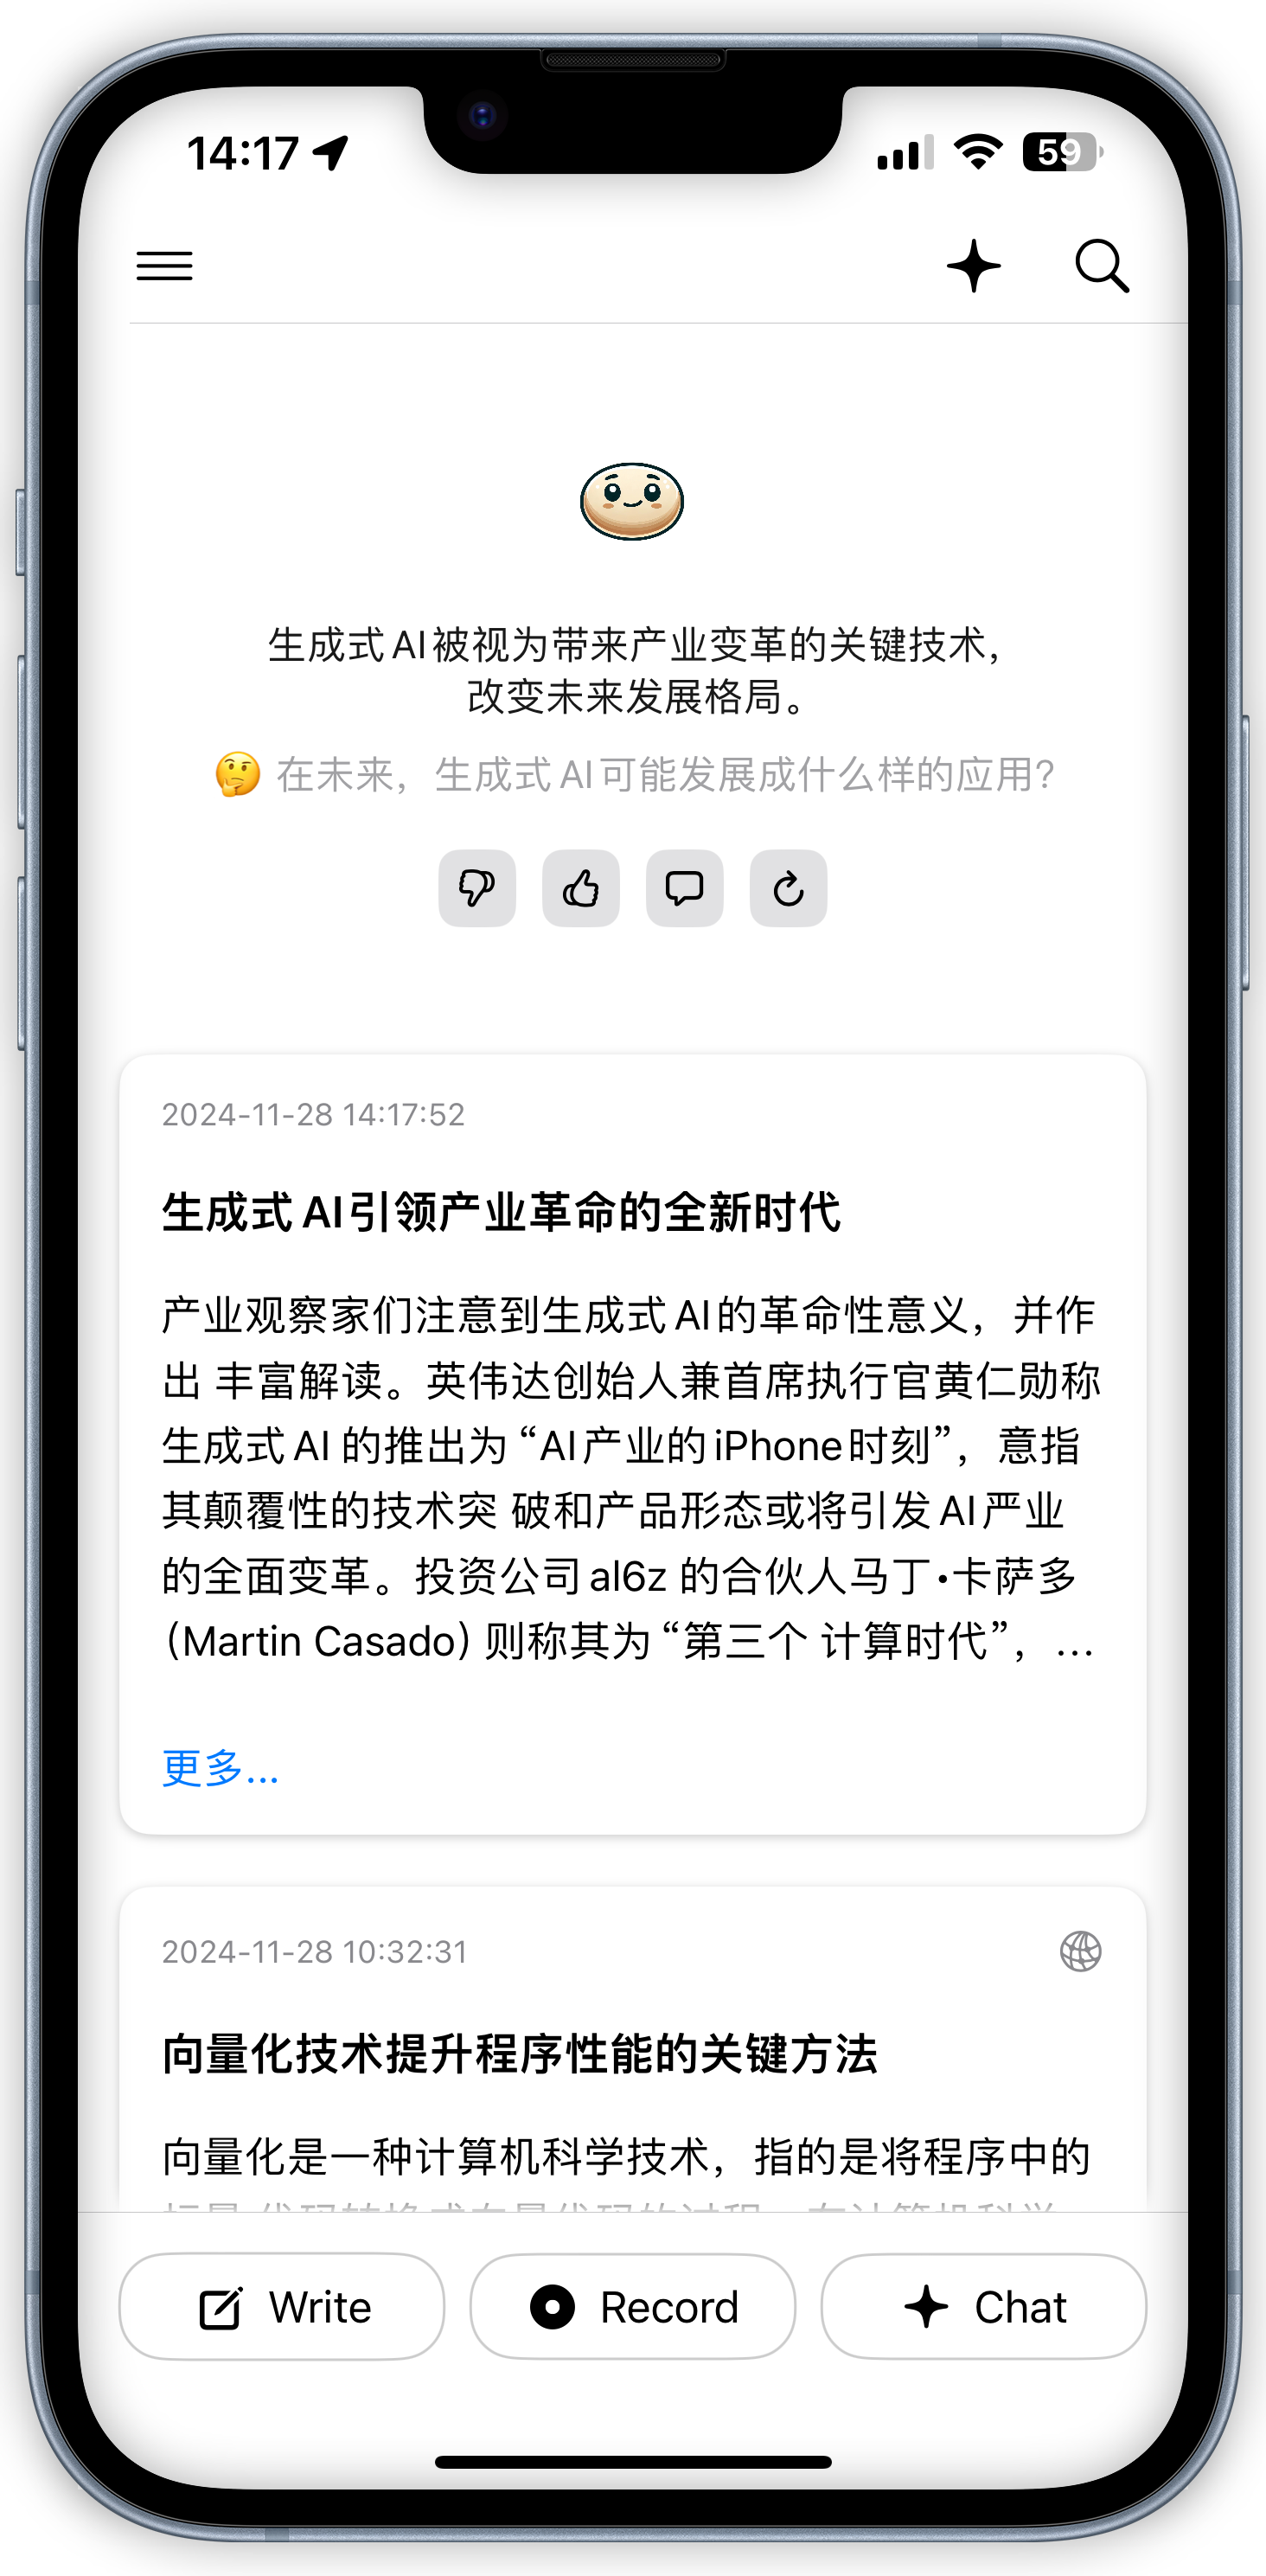 14:17
59
生成式 AI 被视为带来产业变革的关键技术，
改变未来发展格局。
🤔 在未来，生成式 AI 可能发展成什么样的应用？
2024-11-28 14:17:52
生成式 AI 引领产业革命的全新时代
产业观察家们注意到生成式 AI 的革命性意义，并作
出 丰富解读。英伟达创始人兼首席执行官黄仁勋称
生成式 AI 的推出为 “AI 产业的 iPhone 时刻”，意指
其颠覆性的技术突 破和产品形态或将引发 AI 严业
的全面变革。投资公司 al6z 的合伙人马丁•卡萨多
(Martin Casado) 则称其为 “第三个 计算时代”，...
更多...
2024-11-28 10:32:31
向量化技术提升程序性能的关键方法
向量化是一种计算机科学技术，指的是将程序中的
Write
Record
Chat